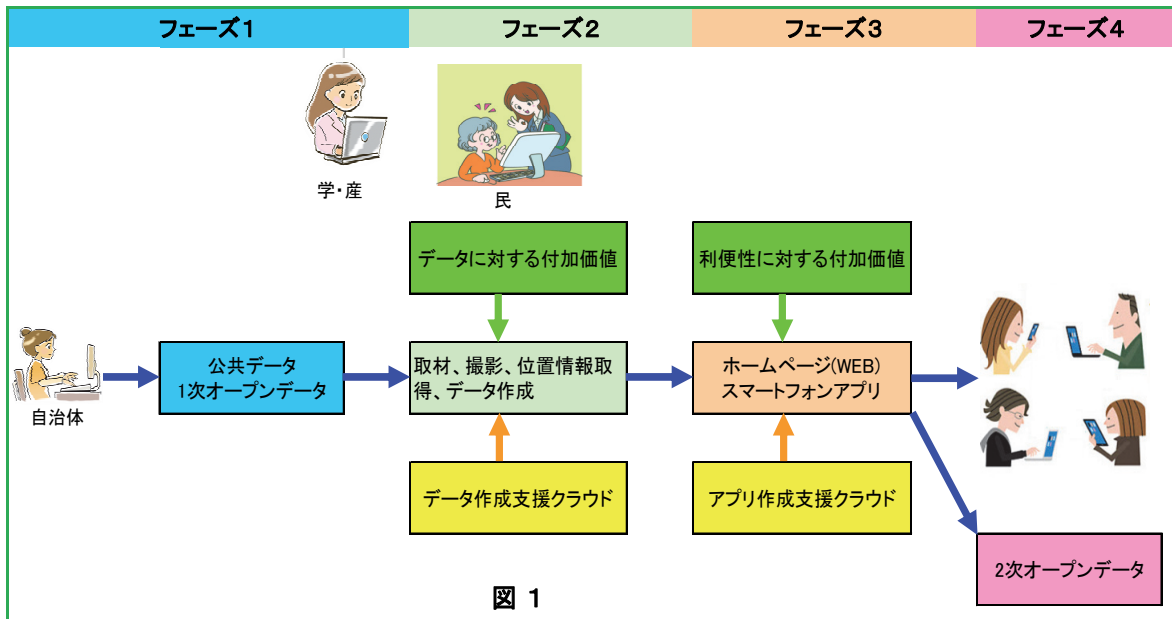 フェーズ1
フェーズ2
フェーズ3
フェーズ4
学・産
民
データに対する付加価値
利便性に対する付加価値
自治体
公共データ
1次オープンデータ
取材、撮影、位置情報取
得、データ作成
ホームページ(WEB)
スマートフォンアプリ
データ作成支援クラウド
アプリ作成支援クラウド
2次オープンデータ
図 1